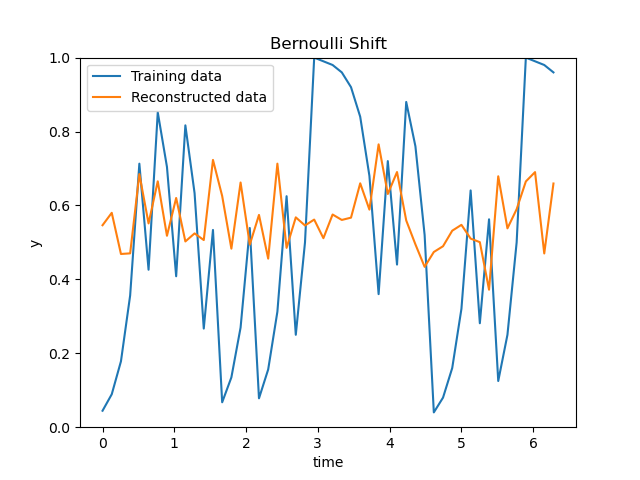 Bernoulli Shift
Training data
Reconstructed data
1.0
0.8
0.6
0.4
0.2
0.0
y
0 1 2 3 4 5 6
time